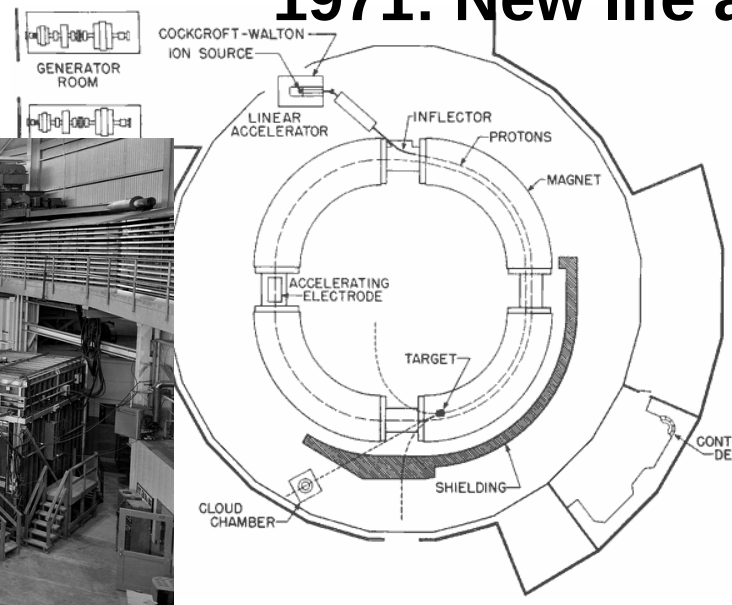 1971: New life a
COCKCROFT-WALTON
ION SOURCE
GENERATOR
ROOM
LINEAR
ACCELERATOR
INFLECTOR
PROTONS
MAGNET
ACCELERATING
ELECTRODE
TARGET
CONT
DE
SHIELDING
CLOUD
CHAMBER